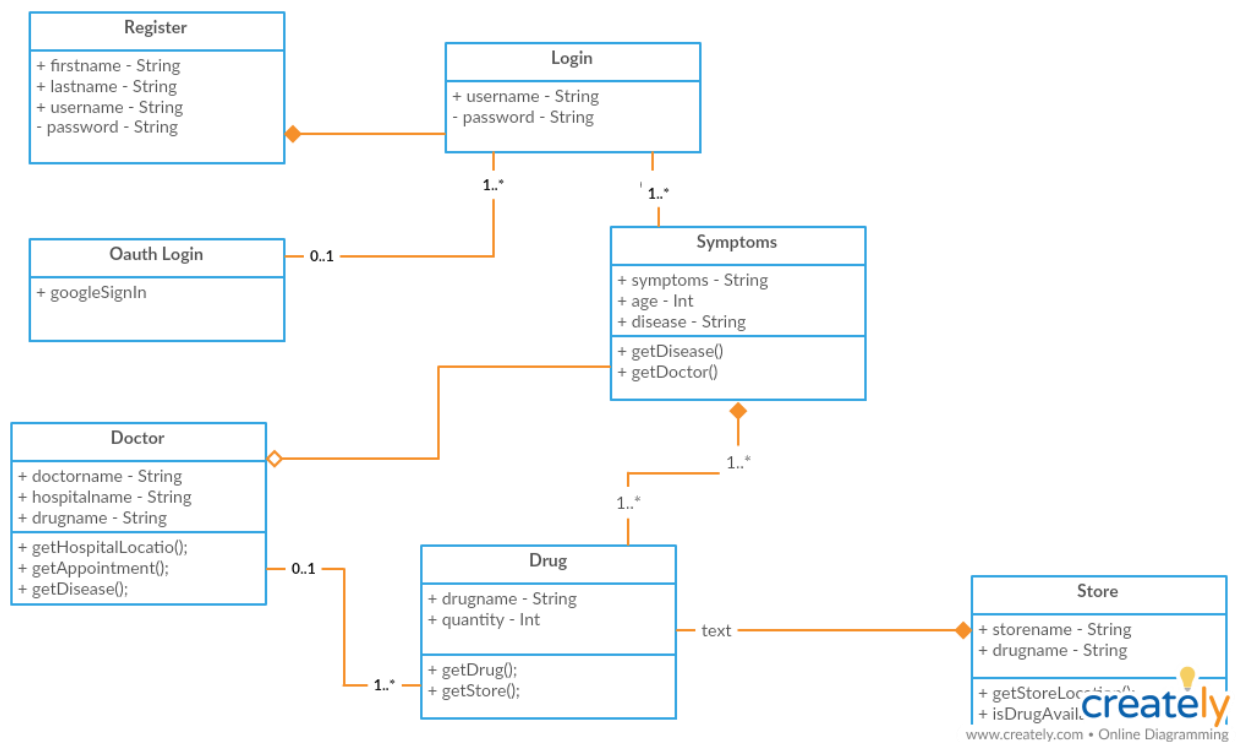 Register
+ firstname - String
+ lastname - String
+ username - String
- password - String
Login
+ username - String
- password - String
1..*
1..*
Oauth Login
+ googleSignIn
0..1
Symptoms
+ symptoms - String
+ age - Int
+ disease - String
+ getDisease()
+ getDoctor()
Doctor
+ doctorname - String
+ hospitalname - String
+ drugname - String
+ getHospitalLocatio();
+ getAppointment();
+ getDisease();
1..*
1..*
0..1
1..*
Drug
+ drugname - String
+ quantity - Int
+ getDrug();
+ getStore();
text
Store
+ storename - String
+ drugname - String
+ getStoreLocation();
creately
www.creately.com • Online Diagramming